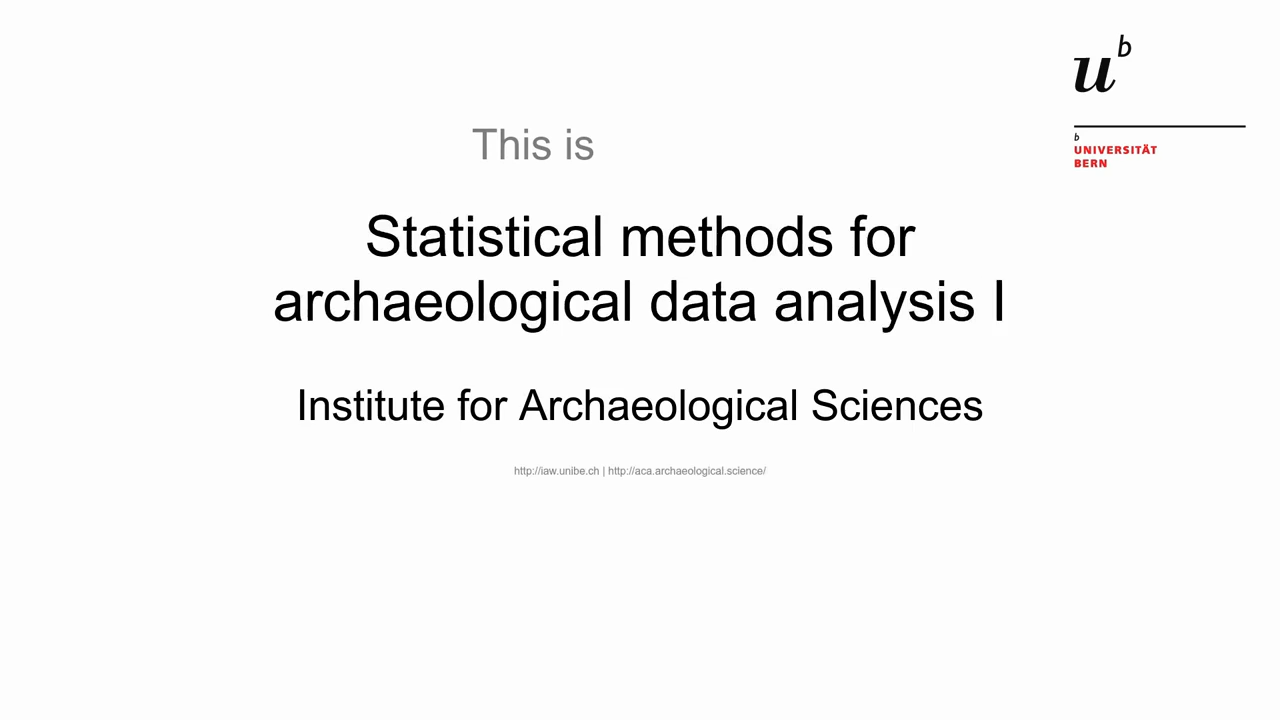 u b
b
UNIVERSITÄT
BERN
This is
Statistical methods for
archaeological data analysis I
Institute for Archaeological Sciences
http://iaw.unibe.ch | http://aca.archaeological.science/